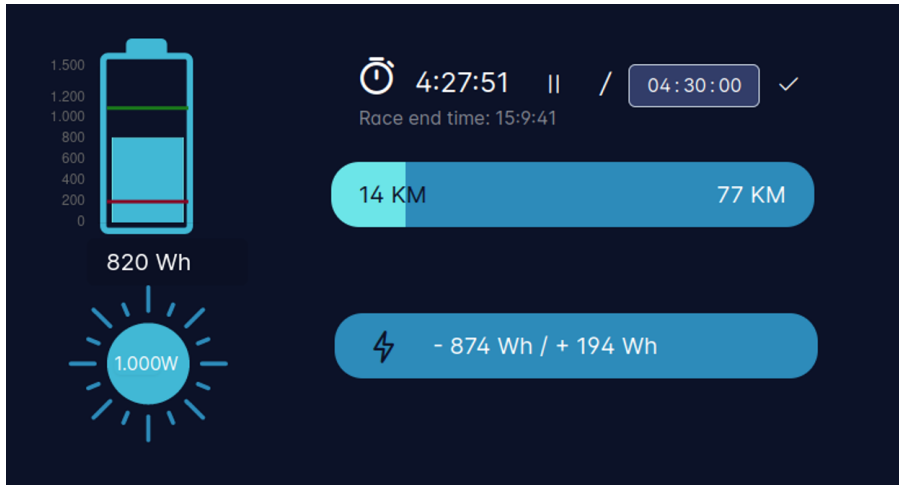 1.500
1.200
1.000
800
600
400
200
0
820 Wh
1.000W
4:27:51 || / 04:30:00
Race end time: 15:9:41
14 KM 77 KM
- 874 Wh / + 194 Wh